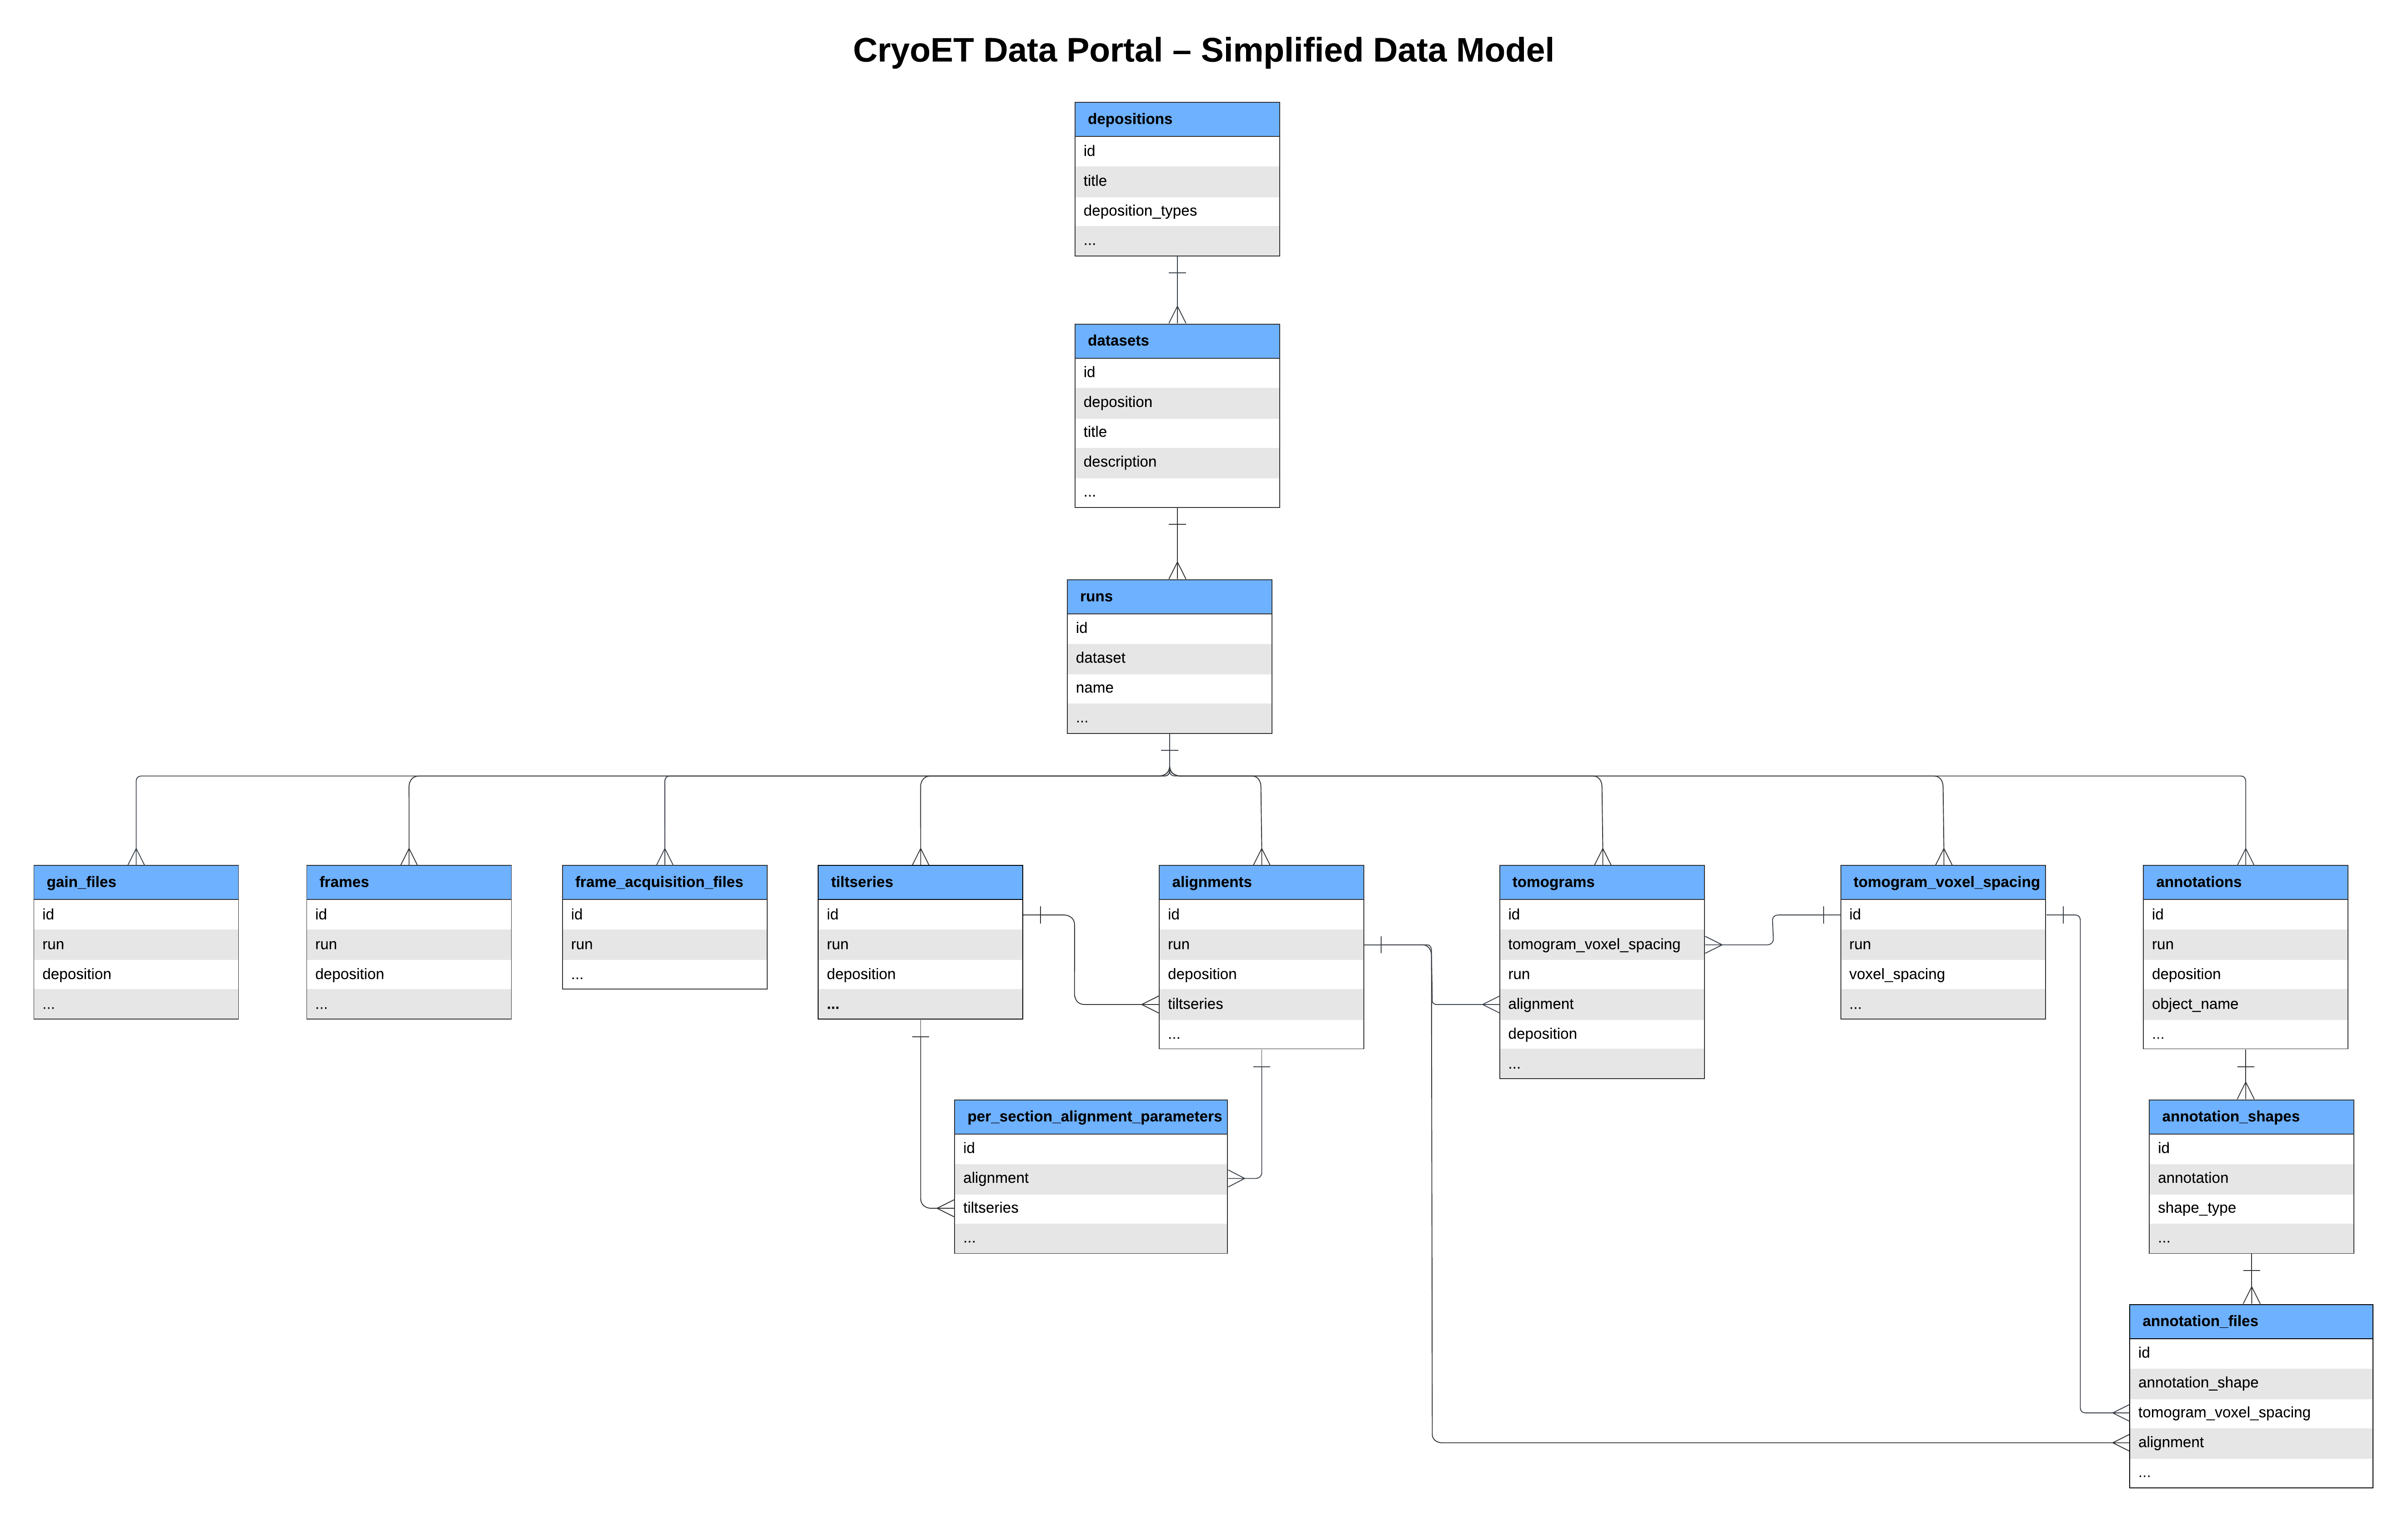 CryoET Data Portal – Simplified Data Model
depositions
id
title
deposition_types
...
datasets
id
deposition
title
description
...
runs
id
dataset
name
...
gain_files
id
run
deposition
...
frames
id
run
deposition
...
frame_acquisition_files
id
run
...
tiltseries
id
run
deposition
...
alignments
id
run
deposition
tiltseries
...
tomograms
id
tomogram_voxel_spacing
run
alignment
deposition
...
tomogram_voxel_spacing
id
run
voxel_spacing
...
annotations
id
run
deposition
object_name
...
per_section_alignment_parameters
id
alignment
tiltseries
...
annotation_shapes
id
annotation
shape_type
...
annotation_files
id
annotation_shape
tomogram_voxel_spacing
alignment
...